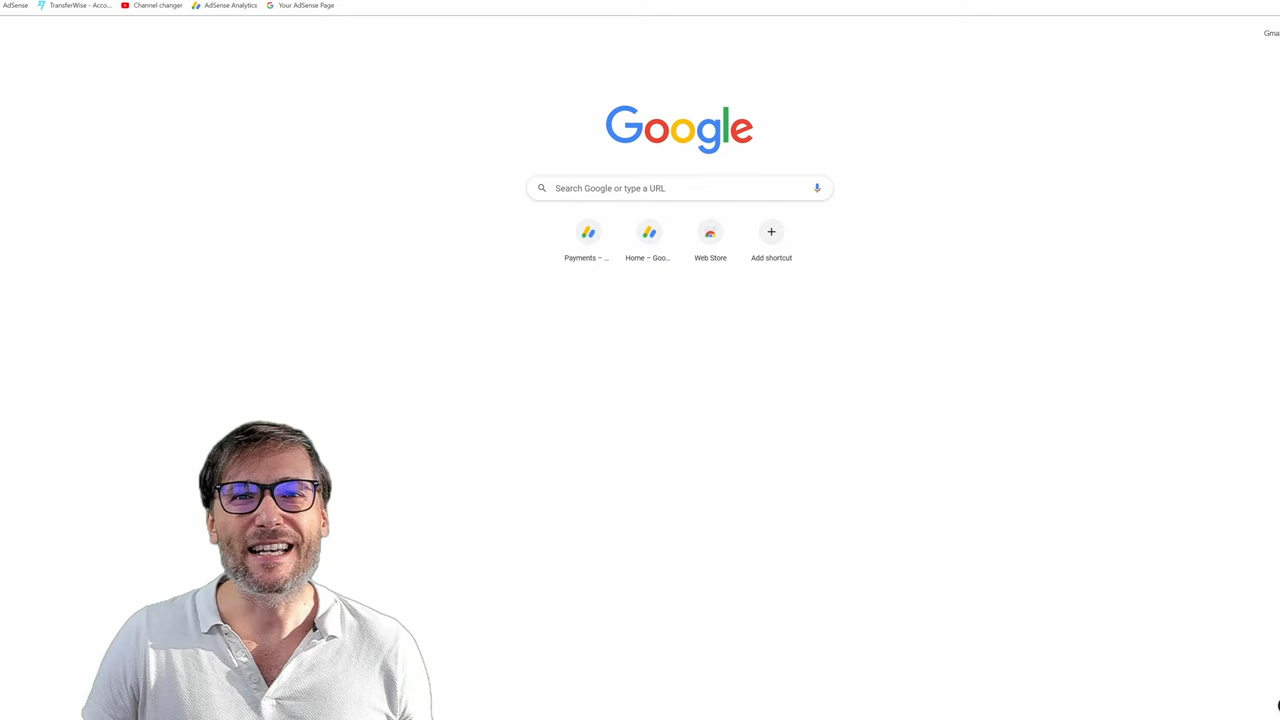 AdSense TransferWise - Acco... Channel changer AdSense Analytics Your AdSense Page
Gma
Google
Search Google or type a URL
Payments – ... Home – Goo... Web Store Add shortcut